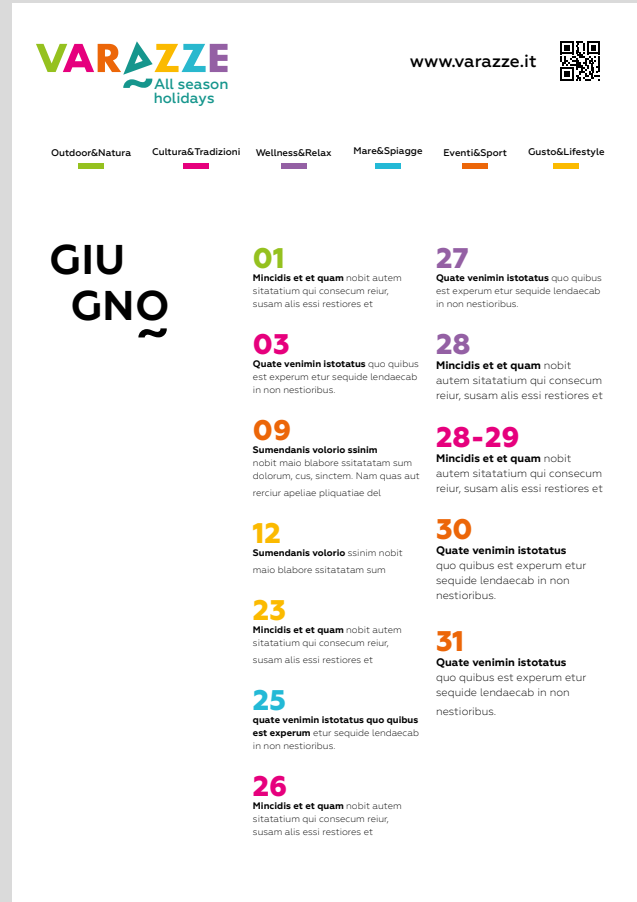 VARAZZE
All season
holidays
www.varazze.it
Outdoor&Natura
Cultura&Tradizioni
Wellness&Relax
Mare&Spiagge
Eventi&Sport
Gusto&Lifestyle
GIU
GNO
01
Mincidis et et quam nobit autem
sitatatium qui consecum reiur,
susam alis essi restiores et
03
Quate venimin istotatus quo quibus
est experum etur sequide lendaecab
in non nestioribus.
09
Sumendanis volorio ssinim
nobit maio blabore ssitatatam sum
dolorum, cus, sinctem. Nam quas aut
rerciur apeliae pliquatiae del
12
Sumendanis volorio ssinim nobit
maio blabore ssitatatam sum
23
Mincidis et et quam nobit autem
sitatatium qui consecum reiur,
susam alis essi restiores et
25
quate venimin istotatus quo quibus
est experum etur sequide lendaecab
in non nestioribus.
26
Mincidis et et quam nobit autem
sitatatium qui consecum reiur,
susam alis essi restiores et
27
Quate venimin istotatus quo quibus
est experum etur sequide lendaecab
in non nestioribus.
28
Mincidis et et quam nobit
autem sitatatium qui consecum
reiur, susam alis essi restiores et
28-29
Mincidis et et quam nobit
autem sitatatium qui consecum
reiur, susam alis essi restiores et
30
Quate venimin istotatus
quo quibus est experum etur
sequide lendaecab in non
nestioribus.
31
Quate venimin istotatus
quo quibus est experum etur
sequide lendaecab in non
nestioribus.